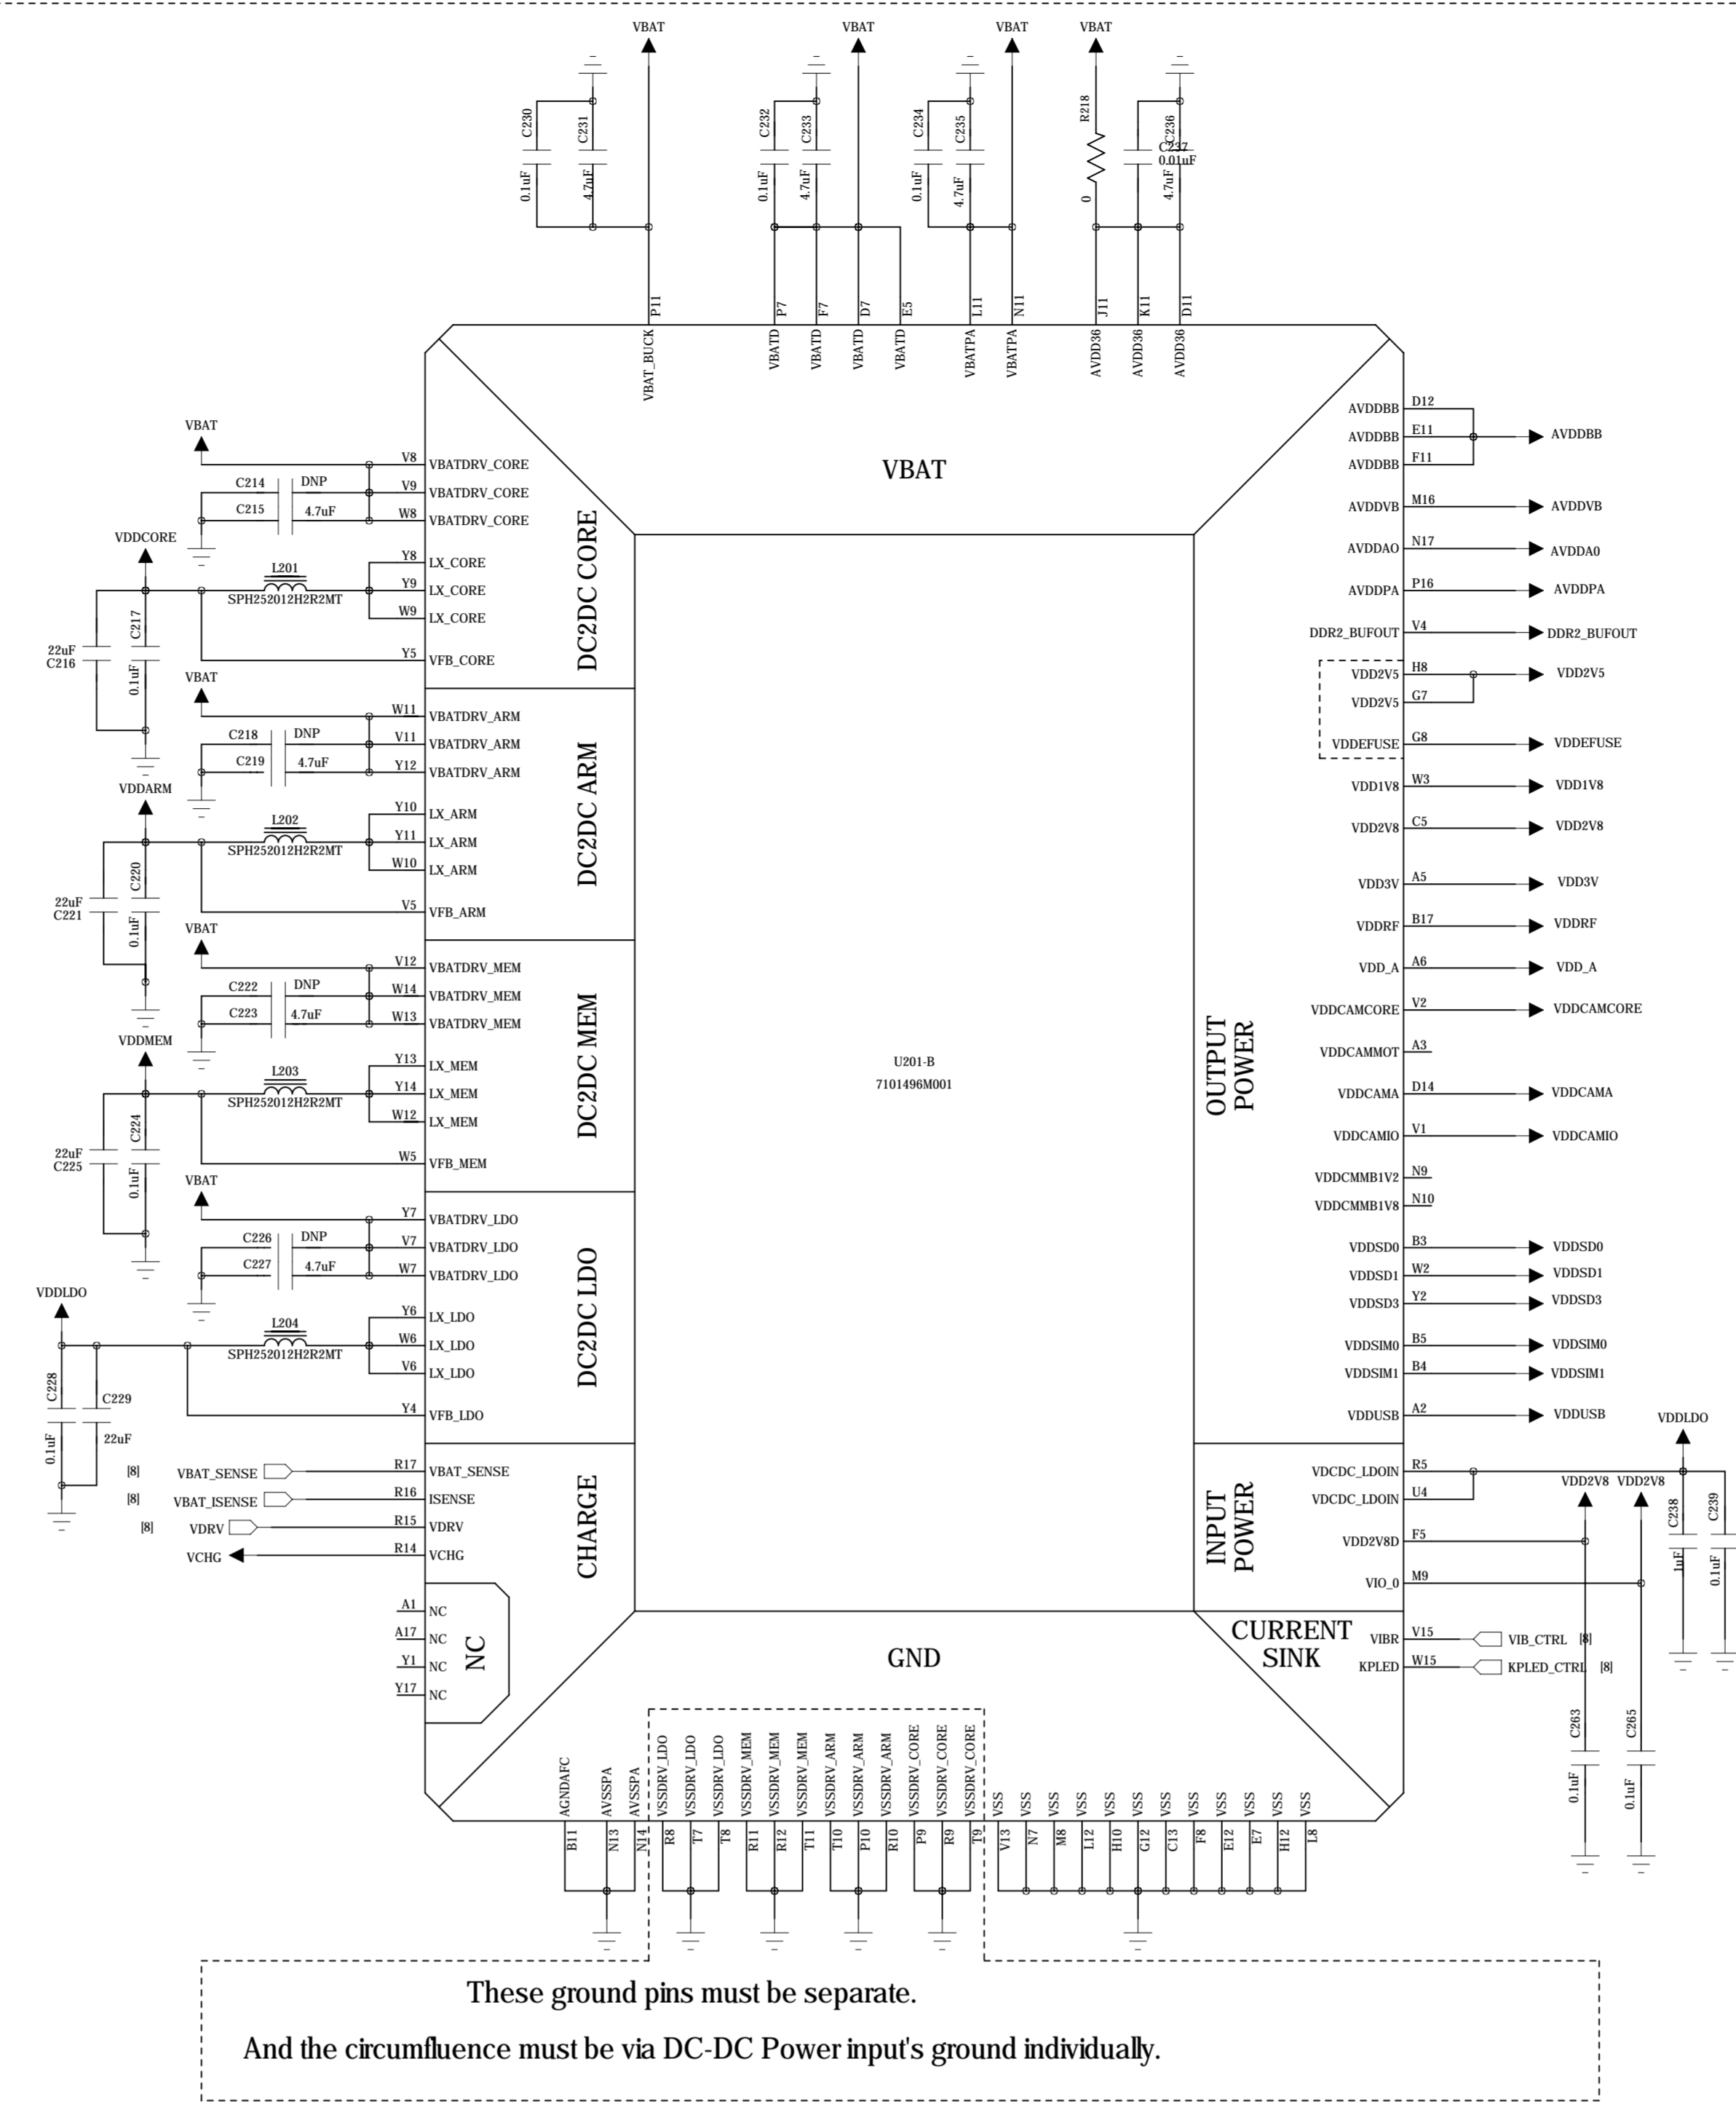 VBAT
VBAT
VBAT
VBAT
C230
0.1uF
C231
4.7uF
C232
0.1uF
C233
4.7uF
C234
0.1uF
C235
4.7uF
R218
0
C237
0.01uF
C236
4.7uF
P11
P7
F7
D7
E5
L11
N11
J11
K11
D11
VBAT_BUCK
VBATD
VBATD
VBATD
VBATD
VBATPA
VBATPA
AVDD36
AVDD36
AVDD36
VBAT
VBAT
V8 VBATDRV_CORE
C214 DNP V9 VBATDRV_CORE
C215 4.7uF W8 VBATDRV_CORE
VDDCORE
Y8 LX_CORE
L201 Y9 LX_CORE
SPH252012H2R2MT
W9 LX_CORE
C217
0.1uF
22uF
C216
Y5 VFB_CORE
DC2DC CORE
VBAT
W11 VBATDRV_ARM
C218 DNP V11 VBATDRV_ARM
C219 4.7uF Y12 VBATDRV_ARM
VDDARM
Y10 LX_ARM
L202 Y11 LX_ARM
SPH252012H2R2MT
W10 LX_ARM
C220
0.1uF
22uF
C221
V5 VFB_ARM
DC2DC ARM
VBAT
V12 VBATDRV_MEM
C222 DNP W14 VBATDRV_MEM
C223 4.7uF W13 VBATDRV_MEM
VDDMEM
Y13 LX_MEM
L203 Y14 LX_MEM
SPH252012H2R2MT
W12 LX_MEM
C224
0.1uF
22uF
C225
W5 VFB_MEM
DC2DC MEM
VBAT
Y7 VBATDRV_LDO
C226 DNP V7 VBATDRV_LDO
C227 4.7uF W7 VBATDRV_LDO
VDDLDO
Y6 LX_LDO
L204 W6 LX_LDO
SPH252012H2R2MT
V6 LX_LDO
C228
0.1uF
C229
22uF
Y4 VFB_LDO
DC2DC LDO
[8] VBAT_SENSE R17 VBAT_SENSE
[8] VBAT_ISENSE R16 ISENSE
[8] VDRV R15 VDRV
VCHG R14 VCHG
CHARGE
A1 NC
A17 NC
Y1 NC
Y17 NC
NC
U201-B
7101496M001
AVDDBB D12
AVDDBB E11 AVDDBB
AVDDBB F11
AVDDVB M16 AVDDVB
AVDDAO N17 AVDDA0
AVDDPA P16 AVDDPA
DDR2_BUFOUT V4 DDR2_BUFOUT
VDD2V5 H8 VDD2V5
VDD2V5 G7
VDDEFUSE G8 VDDEFUSE
VDD1V8 W3 VDD1V8
VDD2V8 C5 VDD2V8
VDD3V A5 VDD3V
VDDRF B17 VDDRF
VDD_A A6 VDD_A
VDDCAMCORE V2 VDDCAMCORE
VDDCAMMOT A3
VDDCAMA D14 VDDCAMA
VDDCAMIO V1 VDDCAMIO
VDDCMMB1V2 N9
VDDCMMB1V8 N10
VDDSD0 B3 VDDSD0
VDDSD1 W2 VDDSD1
VDDSD3 Y2 VDDSD3
VDDSIM0 B5 VDDSIM0
VDDSIM1 B4 VDDSIM1
VDDUSB A2 VDDUSB
OUTPUT
POWER
VDDLDO
VDCDC_LDOIN R5
VDD2V8 VDD2V8
VDCDC_LDOIN U4
VDD2V8D F5
VIO_0 M9
INPUT
POWER
C238
1uF
C239
0.1uF
CURRENT
SINK
VIBR V15 VIB_CTRL [8]
KPLED W15 KPLED_CTRL [8]
C263
0.1uF
C265
0.1uF
GND
AGNDAFC
AVSSPA
AVSSPA
VSSDRV_LDO
VSSDRV_LDO
VSSDRV_LDO
VSSDRV_MEM
VSSDRV_MEM
VSSDRV_MEM
VSSDRV_ARM
VSSDRV_ARM
VSSDRV_ARM
VSSDRV_CORE
VSSDRV_CORE
VSSDRV_CORE
VSS
VSS
VSS
VSS
VSS
VSS
VSS
VSS
VSS
VSS
VSS
VSS
B11
N13
N14
R8
T7
T8
R11
R12
T11
T10
P10
R10
P9
R9
T9
V13
N7
M8
L12
H10
G12
C13
F8
E12
E7
H12
L8
These ground pins must be separate.
And the circumfluence must be via DC-DC Power input's ground individually.